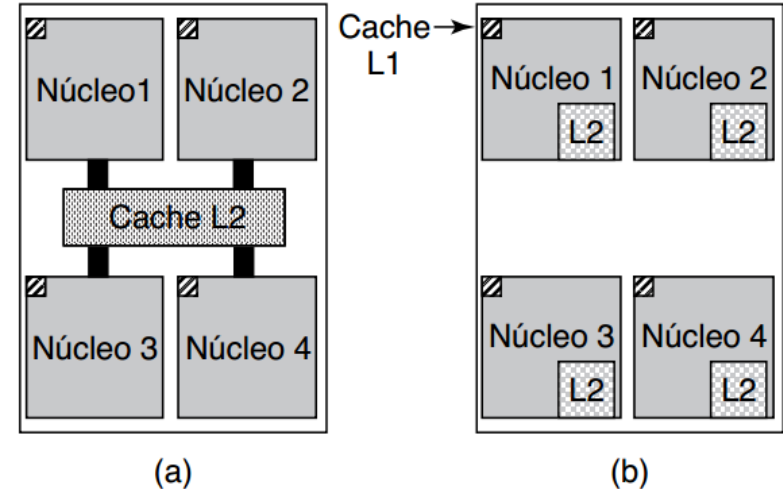 Núcleo1
Núcleo 2
Cache L2
Núcleo 3
Núcleo 4
(a)
Cache
L1
Núcleo 1
L2
Núcleo 2
L2
Núcleo 3
L2
Núcleo 4
L2
(b)